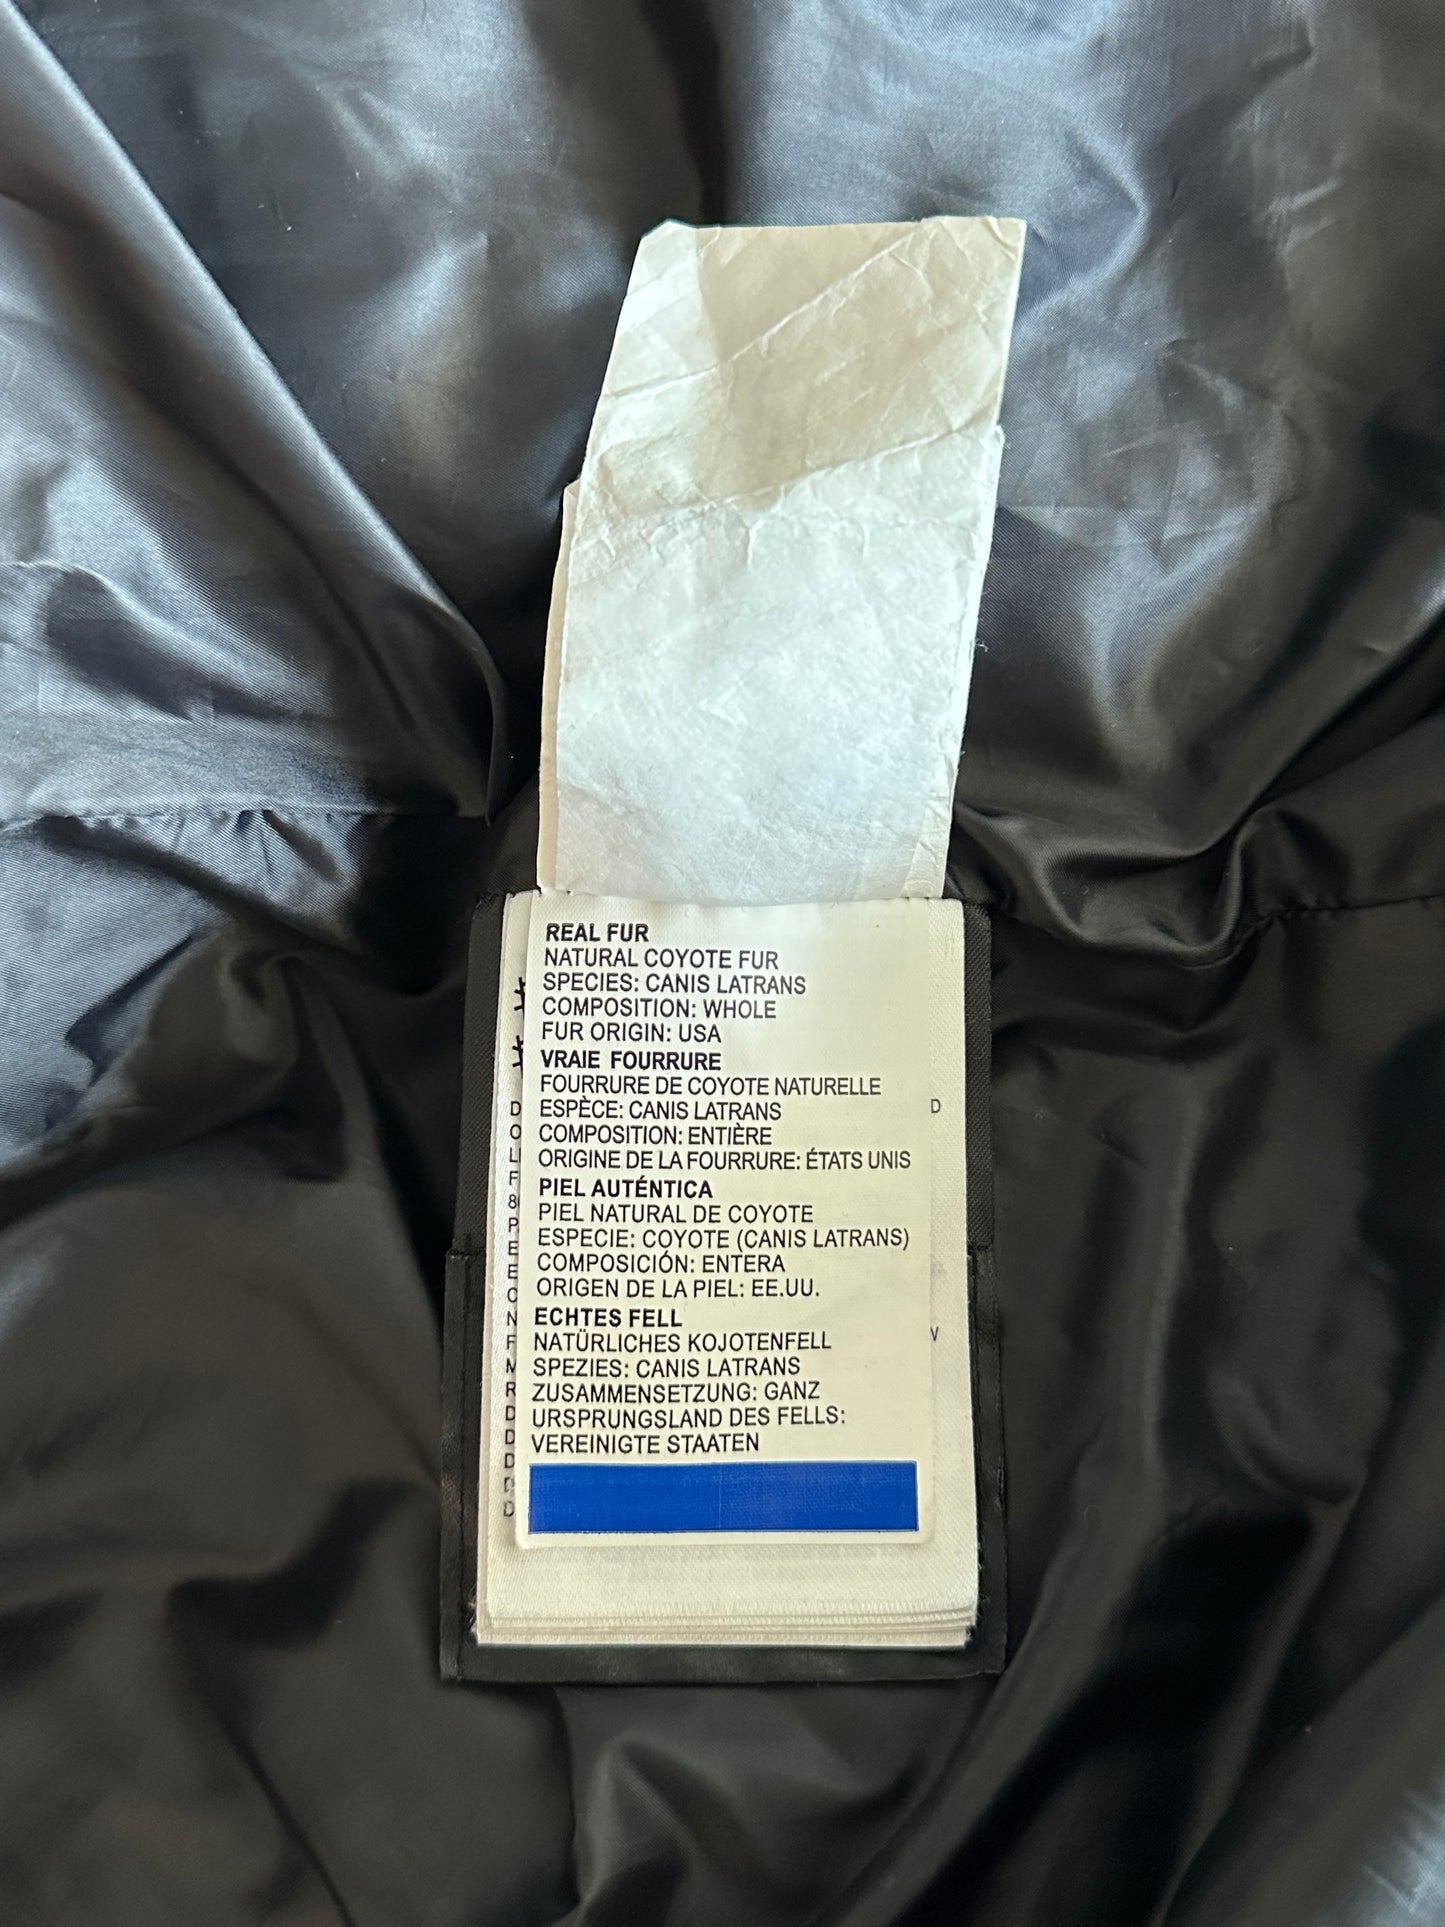 REAL FUR
NATURAL COYOTE FUR
SPECIES: CANIS LATRANS
COMPOSITION: WHOLE
FUR ORIGIN: USA
VRAIE FOURRURE
FOURRURE DE COYOTE NATURELLE
ESPÈCE: CANIS LATRANS
COMPOSITION: ENTIÈRE
ORIGINE DE LA FOURRURE: ÉTATS UNIS
PIEL AUTÉNTICA
PIEL NATURAL DE COYOTE
ESPECIE: COYOTE (CANIS LATRANS)
COMPOSICIÓN: ENTERA
ORIGEN DE LA PIEL: EE.UU.
ECHTES FELL
NATÜRLICHES KOJOTENFELL
SPEZIES: CANIS LATRANS
ZUSAMMENSETZUNG: GANZ
URSPRUNGSLAND DES FELLS:
VEREINIGTE STAATEN